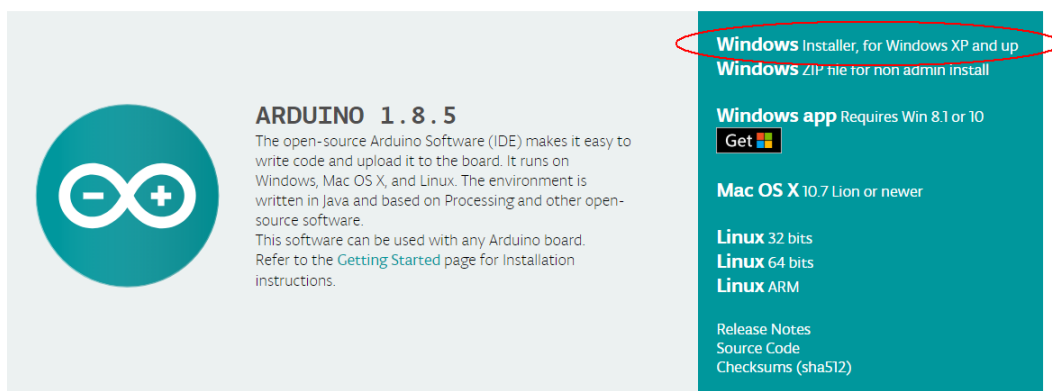 ARDUINO 1.8.5
The open-source Arduino Software (IDE) makes it easy to
write code and upload it to the board. It runs on
Windows, Mac OS X, and Linux. The environment is
written in Java and based on Processing and other open-
source software.
This software can be used with any Arduino board.
Refer to the Getting Started page for Installation
instructions.
Windows Installer, for Windows XP and up
Windows ZIP file for non admin install
Windows app Requires Win 8.1 or 10
Get
Mac OS X 10.7 Lion or newer
Linux 32 bits
Linux 64 bits
Linux ARM
Release Notes
Source Code
Checksums (sha512)